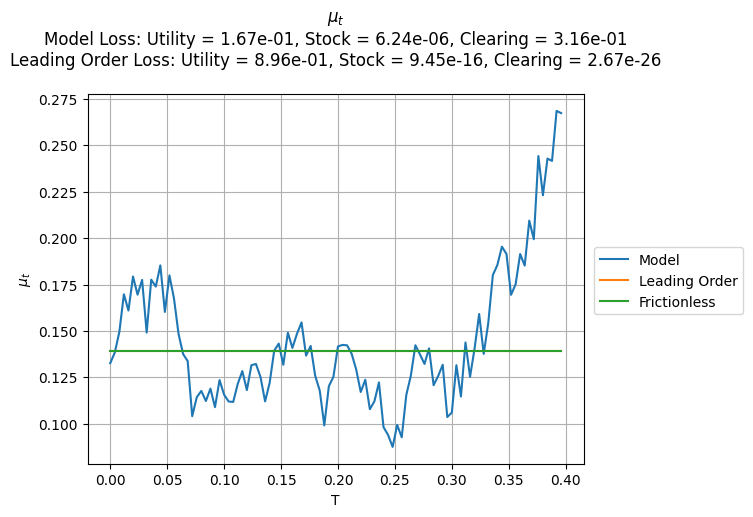 μt
Model Loss: Utility = 1.67e-01, Stock = 6.24e-06, Clearing = 3.16e-01
Leading Order Loss: Utility = 8.96e-01, Stock = 9.45e-16, Clearing = 2.67e-26
0.275
0.250
0.225
0.200
0.175
0.150
0.125
0.100
μt
0.00 0.05 0.10 0.15 0.20 0.25 0.30 0.35 0.40
T
Model
Leading Order
Frictionless